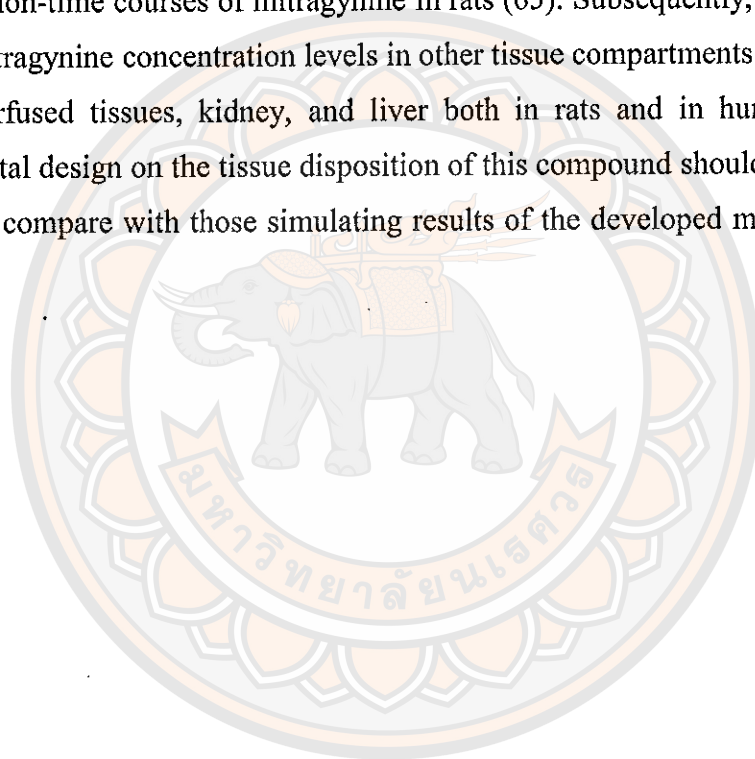 ion-time courses of mitragynine in rats (65). Subsequently,
tragynine concentration levels in other tissue compartments
rfused tissues, kidney, and liver both in rats and in hu
tal design on the tissue disposition of this compound should
compare with those simulating results of the developed m
มหาวิทยาลัยนเรศวร